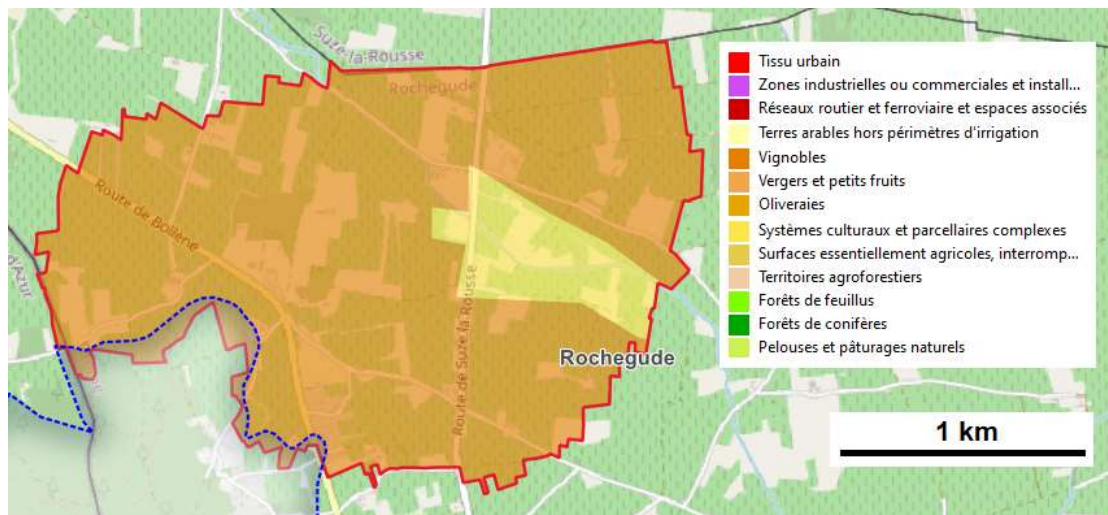 Suze-la-Rousse
Rochegude
Route de Bollène
d'Azur
Route de Suze-la-Rousse
Rochegude
Tissu urbain
Zones industrielles ou commerciales et install...
Réseaux routier et ferroviaire et espaces associés
Terres arables hors périmètres d'irrigation
Vignobles
Vergers et petits fruits
Oliveraies
Systèmes culturaux et parcellaires complexes
Surfaces essentiellement agricoles, interromp...
Territoires agroforestiers
Forêts de feuillus
Forêts de conifères
Pelouses et pâturages naturels
1 km